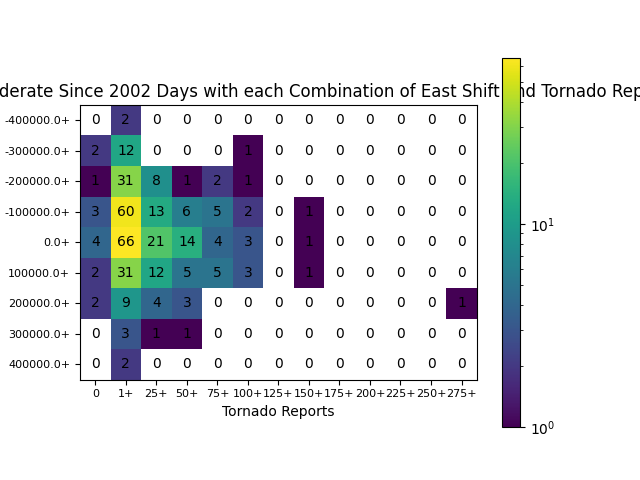 derate Since 2002 Days with each Combination of East Shift nd Tornado Rep
-400000.0+ 0 2 0 0 0 0 0 0 0 0 0 0 0
-300000.0+ 2 12 0 0 0 1 0 0 0 0 0 0 0
-200000.0+ 1 31 8 1 2 1 0 0 0 0 0 0 0
-100000.0+ 3 60 13 6 5 2 0 1 0 0 0 0 0
0.0+ 4 66 21 14 4 3 0 1 0 0 0 0 0
100000.0+ 2 31 12 5 5 3 0 1 0 0 0 0 0
200000.0+ 2 9 4 3 0 0 0 0 0 0 0 0 1
300000.0+ 0 3 1 1 0 0 0 0 0 0 0 0 0
400000.0+ 0 2 0 0 0 0 0 0 0 0 0 0 0
0 1+ 25+ 50+ 75+ 100+ 125+ 150+ 175+ 200+ 225+ 250+ 275+
Tornado Reports
10¹
10⁰